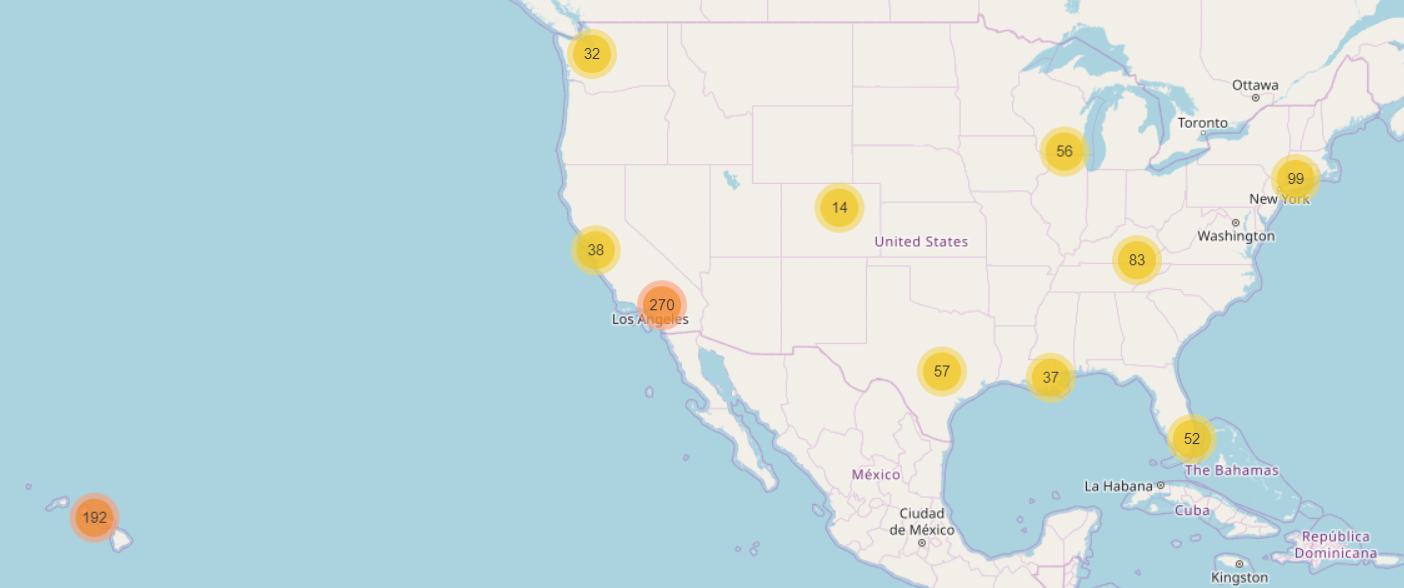 32
Ottawa
Toronto
56
99
New York
14
Washington
United States
38
83
270
Los Angeles
57
37
52
The Bahamas
México
La Habana
Cuba
192
Ciudad
de México
República
Dominicana
Kingston